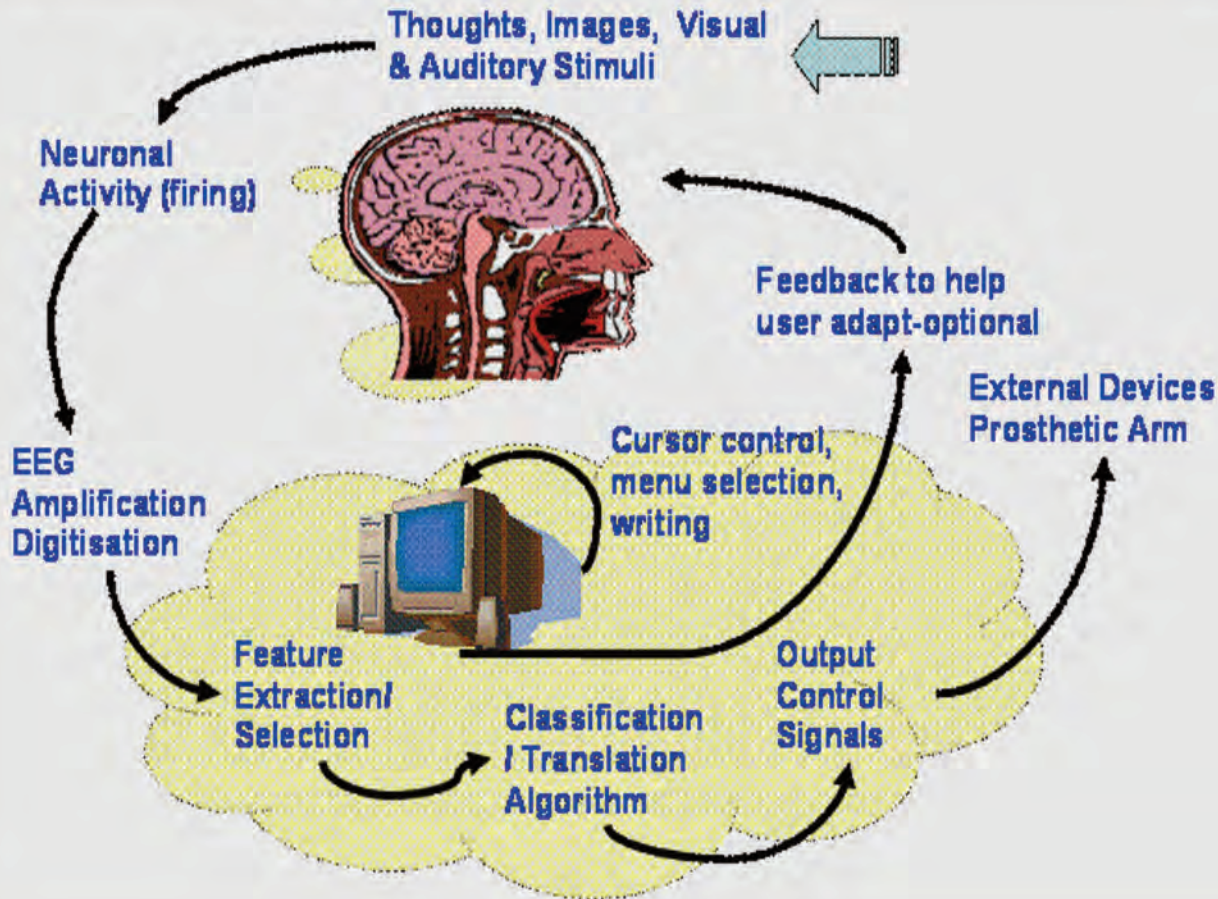 Thoughts, Images, Visual
& Auditory Stimuli
Neuronal
Activity (firing)
EEG
Amplification
Digitisation
Feature
Extraction/
Selection
Classification
/ Translation
Algorithm
Output
Control
Signals
External Devices
Prosthetic Arm
Feedback to help
user adapt-optional
Cursor control,
menu selection,
writing